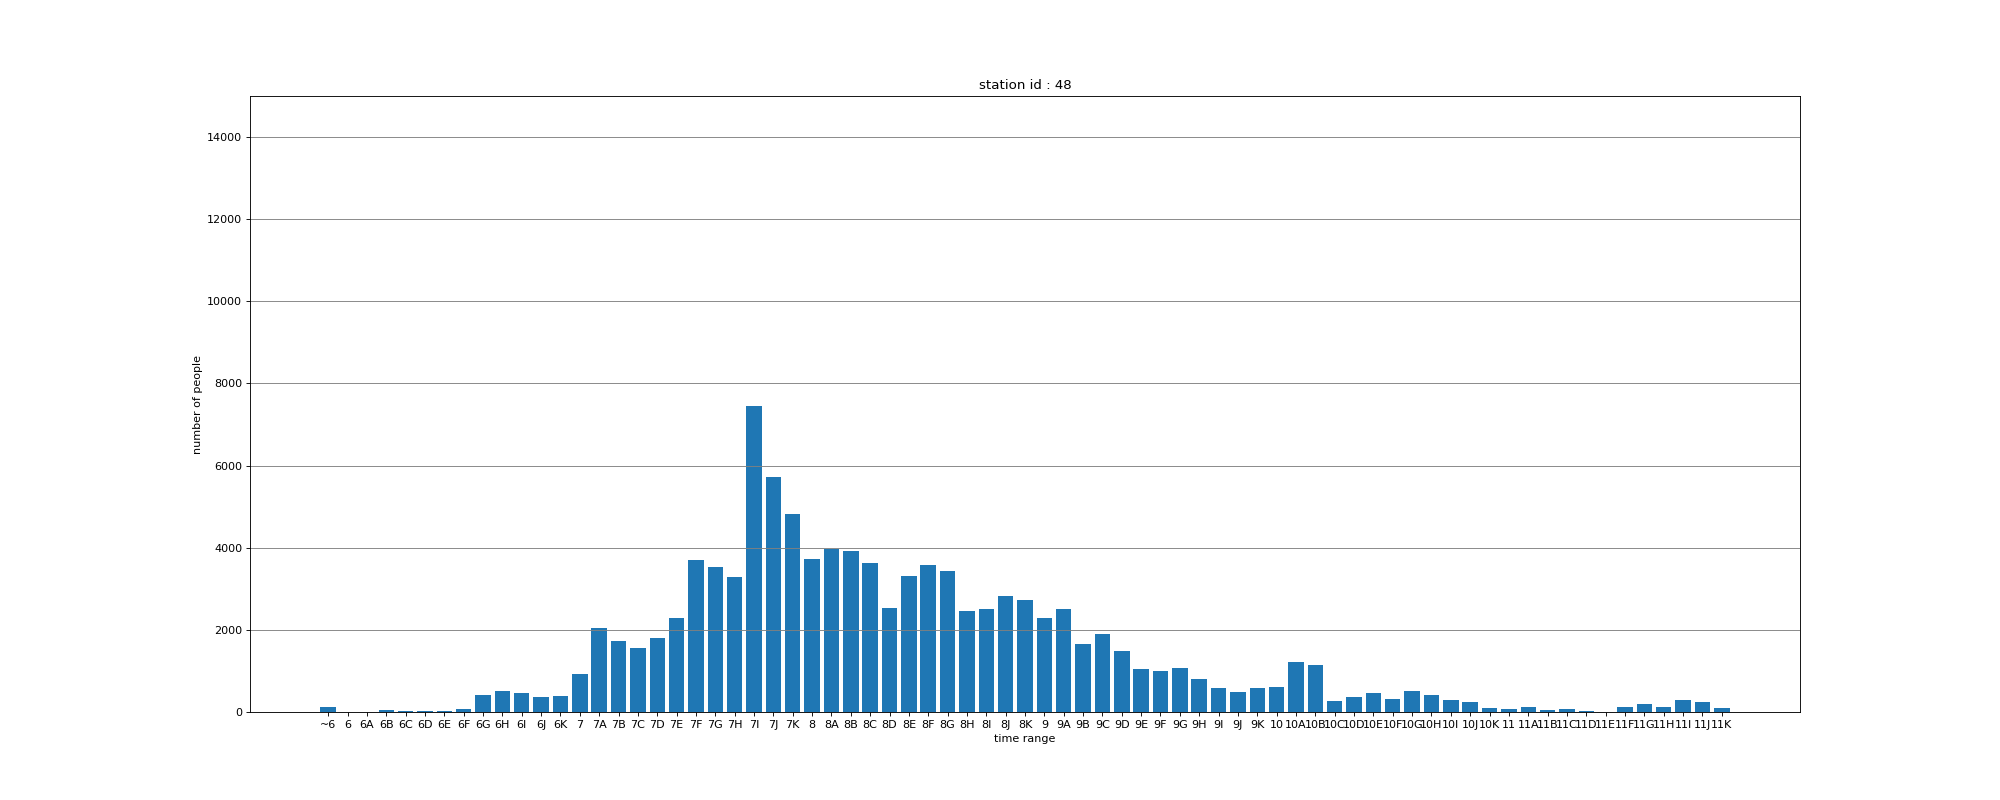 station id : 48
14000
12000
10000
8000
6000
4000
2000
0
number of people
~6 6 6A 6B 6C 6D 6E 6F 6G 6H 6I 6J 6K 7 7A 7B 7C 7D 7E 7F 7G 7H 7I 7J 7K 8 8A 8B 8C 8D 8E 8F 8G 8H 8I 8J 8K 9 9A 9B 9C 9D 9E 9F 9G 9H 9I 9J 9K 10 10A 10B 10C 10D 10E 10F 10G 10H 10I 10J 10K 11 11A 11B 11C 11D 11E 11F 11G 11H 11I 11J 11K
time range